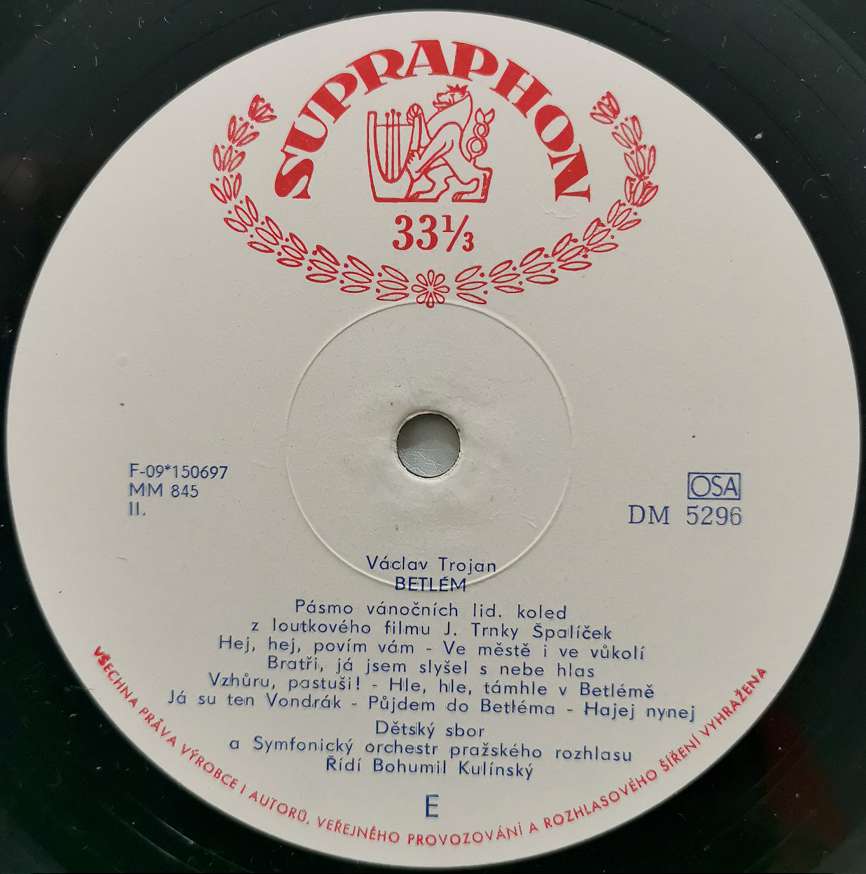 SUPRAPHON
33⅓
F-09*150697
MM 845
II.
OSA
DM 5296
Václav Trojan
BETLÉM
Pásmo vánočních lid. koled
z loutkového filmu J. Trnky Špalíček
Hej, hej, povím vám - Ve městě i ve vůkolí
Bratři, já jsem slyšel s nebe hlas
Vzhůru, pastuši! - Hle, hle, támhle v Betlémě
Já su ten Vondrák - Půjdem do Betléma - Hajej nynej
Dětský sbor
a Symfonický orchestr pražského rozhlasu
Řídí Bohumil Kulínský
E
VŠECHNA PRÁVA VÝROBCE I AUTORŮ, VEŘEJNÉHO PROVOZOVÁNÍ A ROZHLASOVÉHO ŠÍŘENÍ VYHRAŽENA